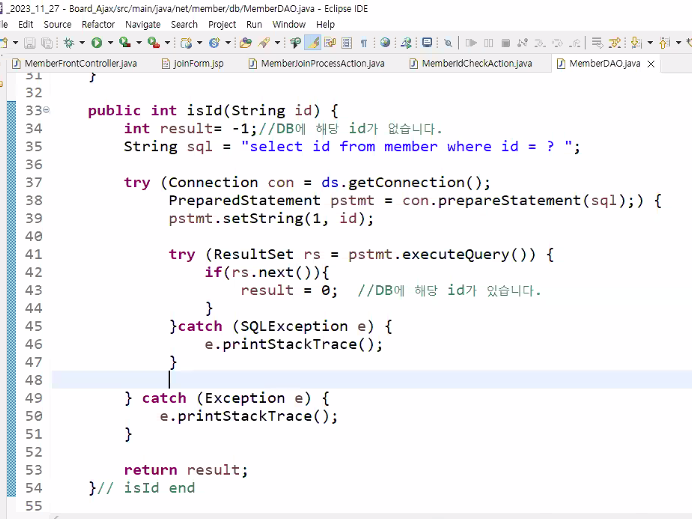 _2023_11_27 - Board_Ajax/src/main/java/net/member/db/MemberDAO.java - Eclipse IDE
Edit Source Refactor Navigate Search Project Run Window Help
MemberFrontController.java JoinForm.jsp MemberJoinProcessAction.java MemberIdCheckAction.java MemberDAO.java
31 }
32
33 public int isId(String id) {
34 int result= -1;//DB에 해당 id가 없습니다.
35 String sql = "select id from member where id = ? ";
36
37 try (Connection con = ds.getConnection();
38 PreparedStatement pstmt = con.prepareStatement(sql);) {
39 pstmt.setString(1, id);
40
41 try (ResultSet rs = pstmt.executeQuery()) {
42 if(rs.next()){
43 result = 0; //DB에 해당 id가 있습니다.
44 }
45 }catch (SQLException e) {
46 e.printStackTrace();
47 }
48
49 } catch (Exception e) {
50 e.printStackTrace();
51 }
52
53 return result;
54 }// isId end
55